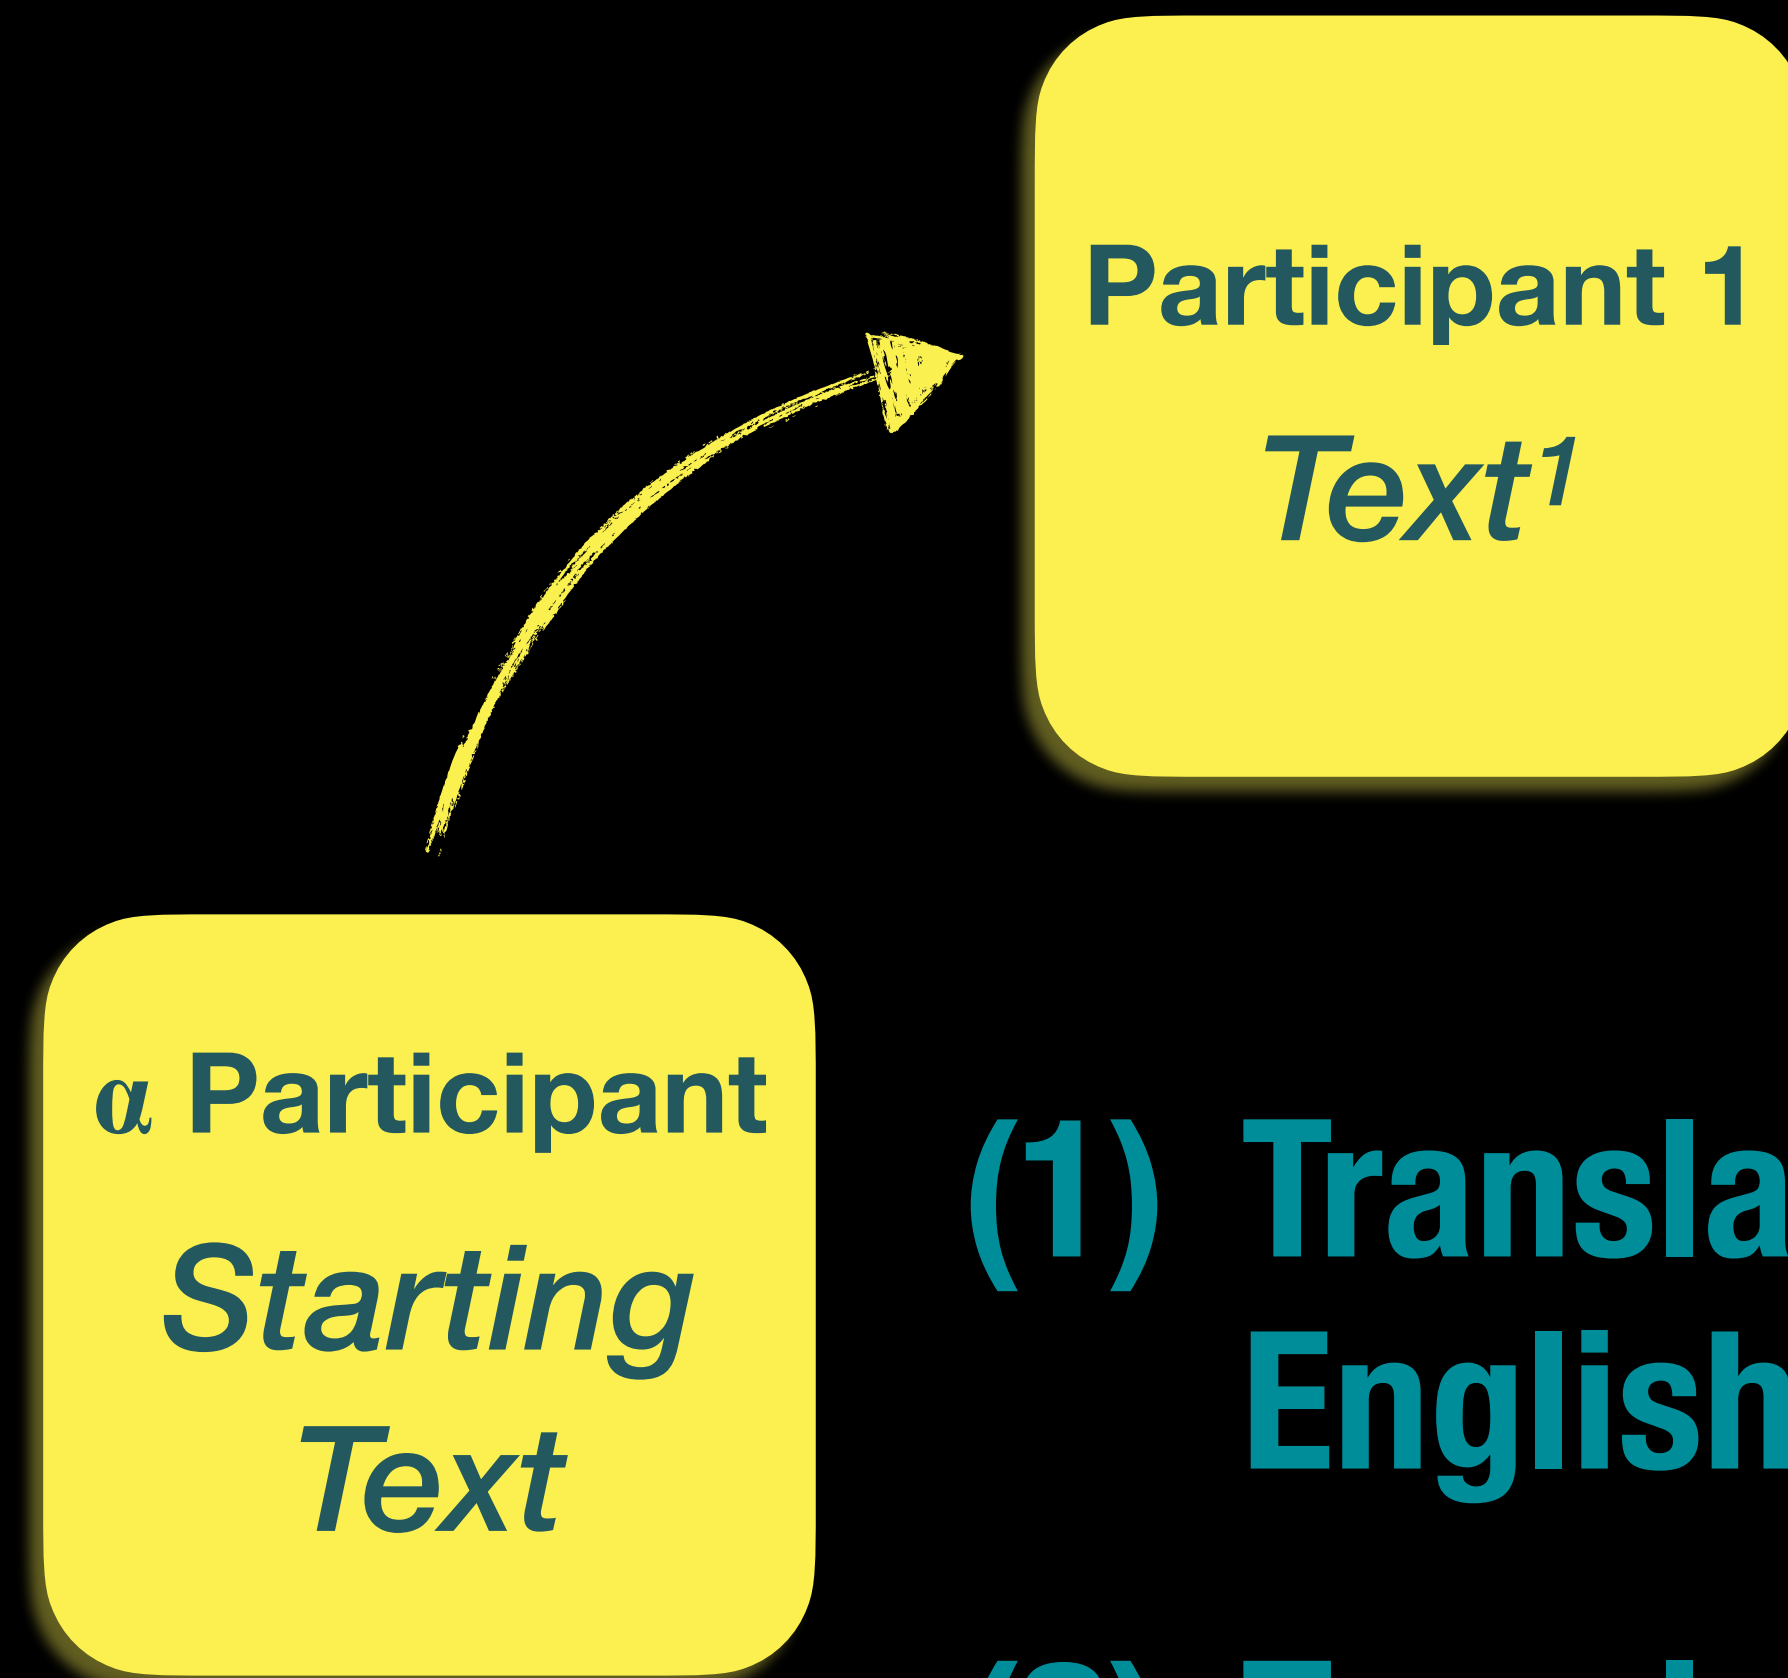 Participant 1
Text¹
α Participant
Starting
Text
(1) Transla
English